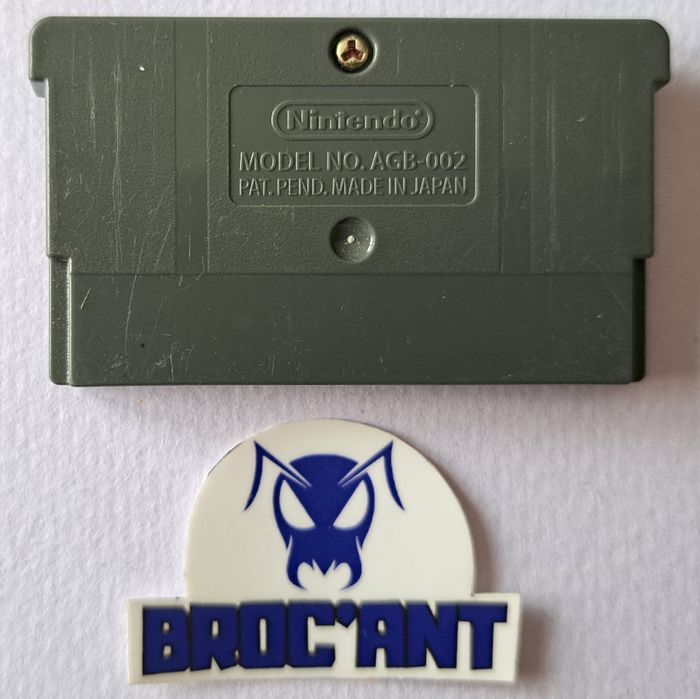 Nintendo
MODEL NO. AGB-002
PAT. PEND. MADE IN JAPAN
BROC'ANT